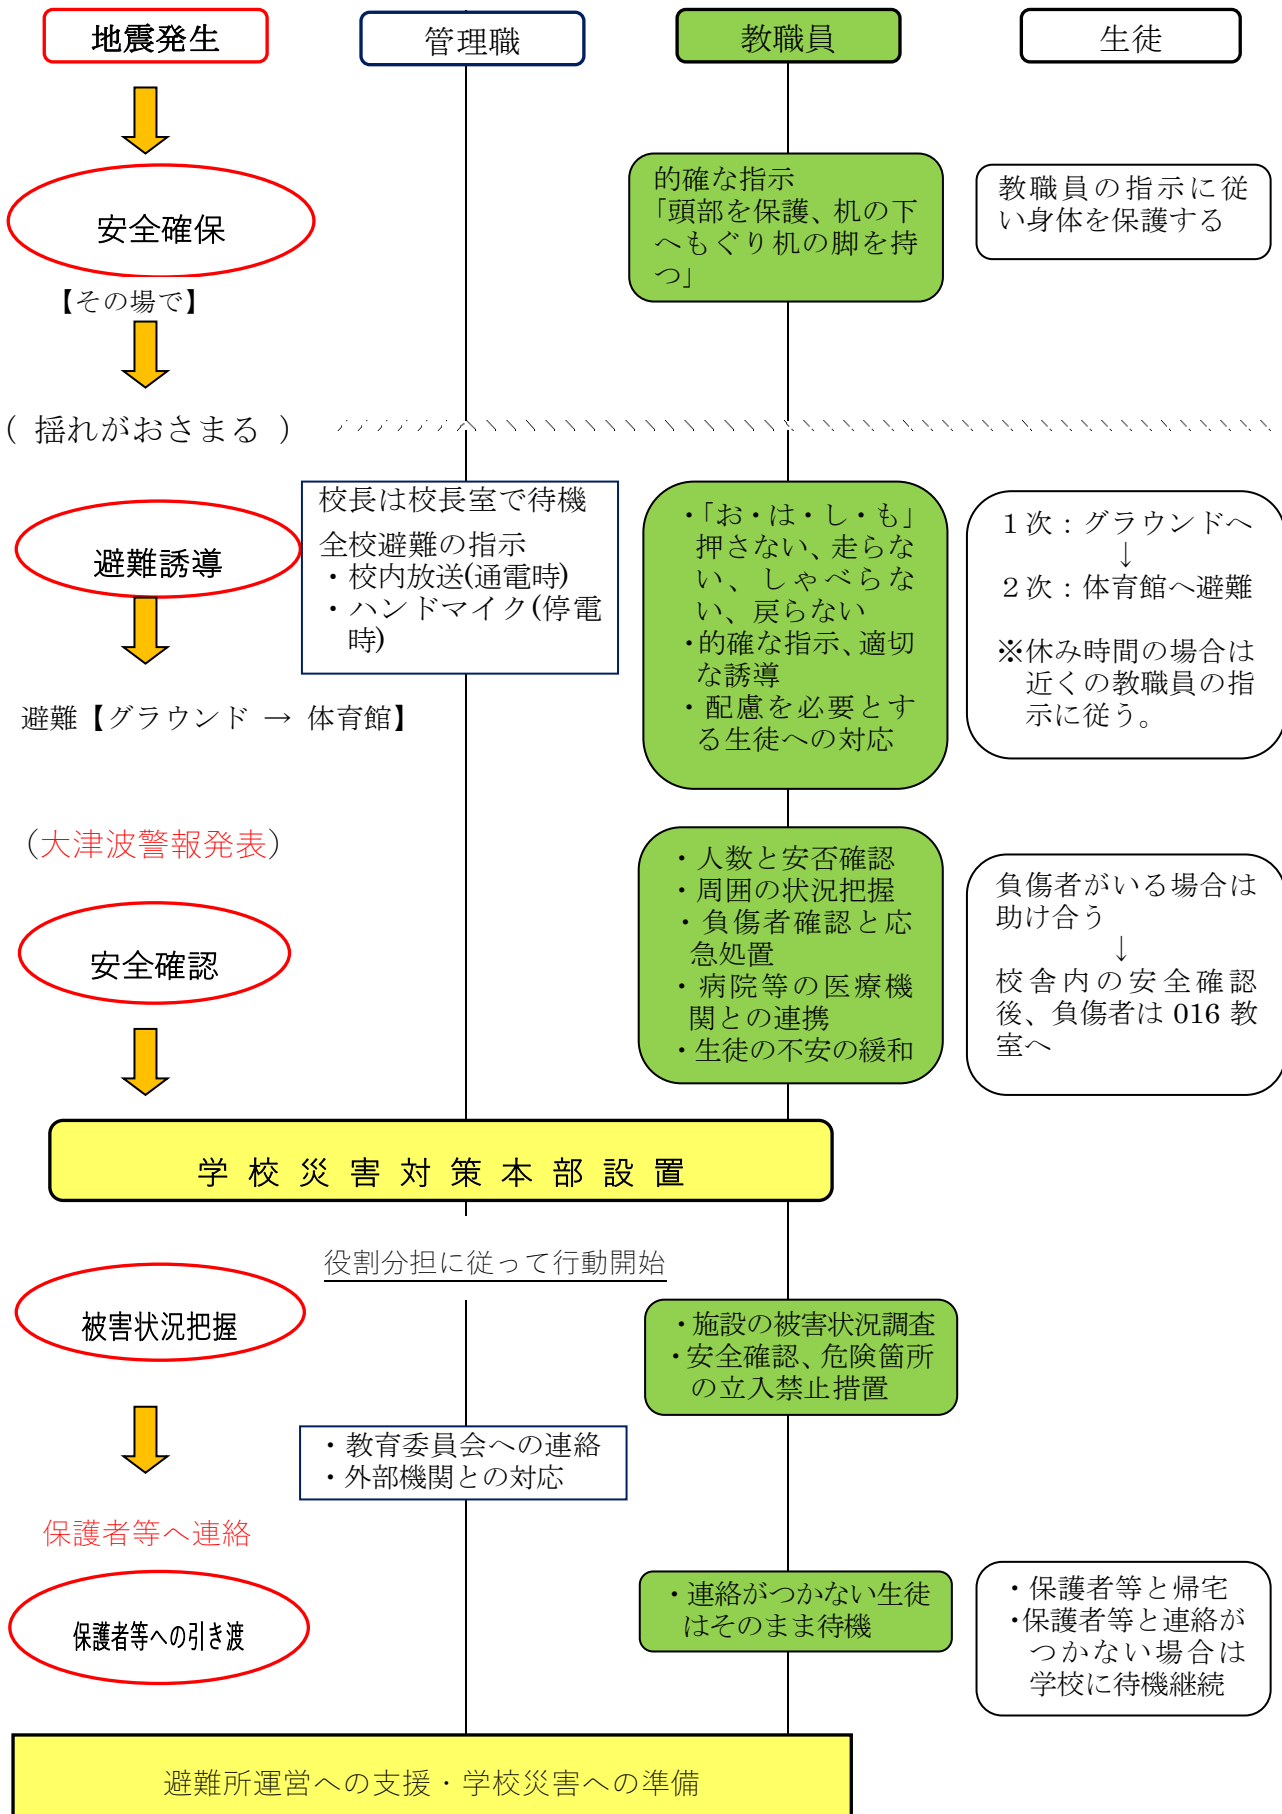 地震発生
管理職
教職員
生徒
安全確保
【その場で】
的確な指示
「頭部を保護、机の下
へもぐり机の脚を持
つ」
教職員の指示に従
い身体を保護する
( 揺れがおさまる )
避難誘導
避難【グラウンド → 体育館】
校長は校長室で待機
全校避難の指示
・校内放送(通電時)
・ハンドマイク(停電
時)
・「お・は・し・も」
押さない、走らな
い、しゃべらな
い、戻らない
・的確な指示、適切
な誘導
・配慮を必要とす
る生徒への対応
１次：グラウンドへ
↓
２次：体育館へ避難
※休み時間の場合は
近くの教職員の指
示に従う。
(大津波警報発表)
安全確認
・人数と安否確認
・周囲の状況把握
・負傷者確認と応
急処置
・病院等の医療機
関との連携
・生徒の不安の緩和
負傷者がいる場合は
助け合う
↓
校舎内の安全確認
後、負傷者は 016 教
室へ
学校災害対策本部設置
役割分担に従って行動開始
被害状況把握
・施設の被害状況調査
・安全確認、危険箇所
の立入禁止措置
・教育委員会への連絡
・外部機関との対応
保護者等へ連絡
保護者等への引き渡
・連絡がつかない生徒
はそのまま待機
・保護者等と帰宅
・保護者等と連絡が
つかない場合は
学校に待機継続
避難所運営への支援・学校災害への準備